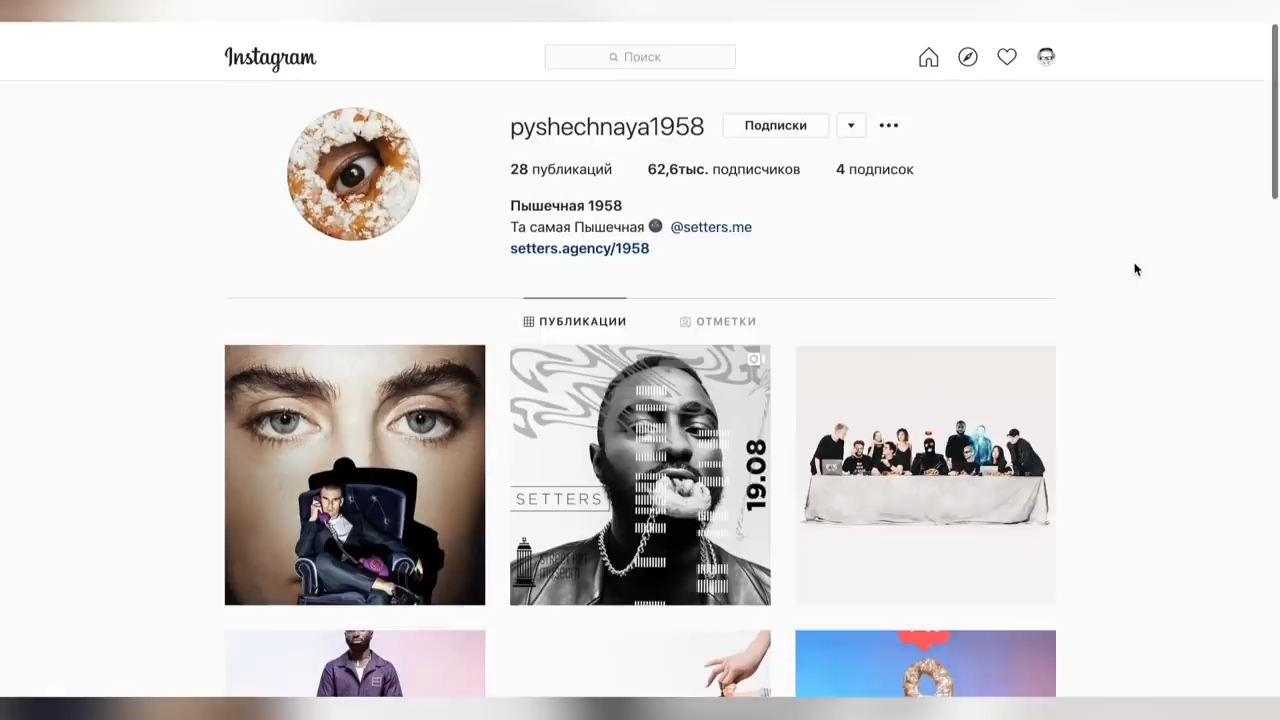 Instagram
Поиск
pyshechnaya1958
Подписки
28 публикаций 62,6тыс. подписчиков 4 подписок
Пышечная 1958
Та самая Пышечная @setters.me
setters.agency/1958
ПУБЛИКАЦИИ ОТМЕТКИ
19.08
SETTERS
museum